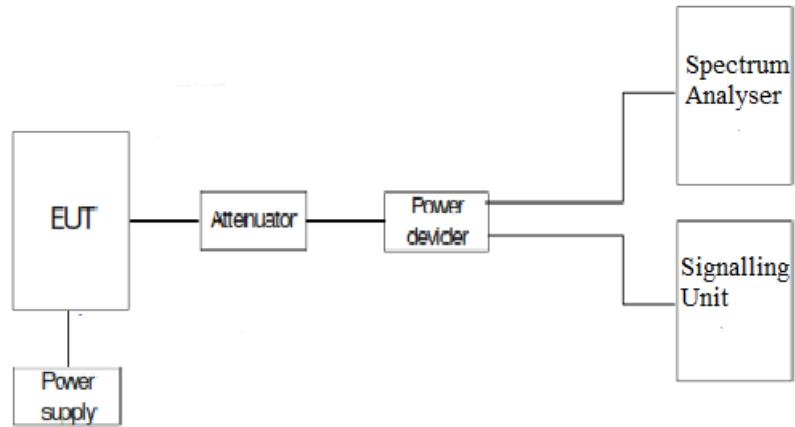 Spectrum
Analyser
EUT
Attenuator
Power
devider
Signalling
Unit
Power
supply